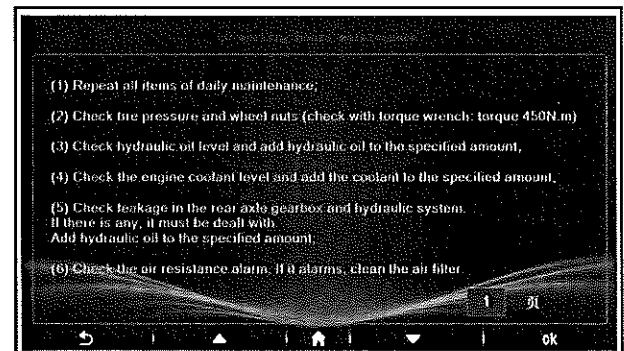 (1) Repeat all items of daily maintenance;
(2) Check tire pressure and wheel nuts (check with torque wrench: torque 450N.m)
(3) Check hydraulic oil level and add hydraulic oil to the specified amount,
(4) Check the engine coolant level and add the coolant to the specified amount,
(5) Check leakage in the rear axle gearbox and hydraulic system.
If there is any, it must be dealt with.
Add hydraulic oil to the specified amount;
(6) Check the air resistance alarm. If it alarms, clean the air filter.
1
ok